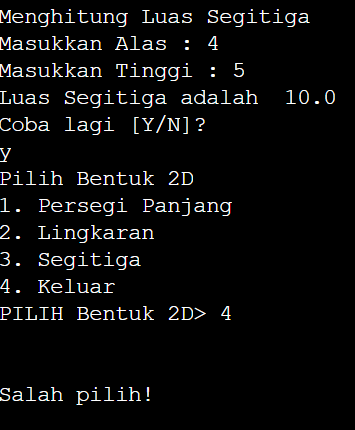 Menghitung Luas Segitiga
Masukkan Alas : 4
Masukkan Tinggi : 5
Luas Segitiga adalah  10.0
Coba lagi [Y/N]?
y
Pilih Bentuk 2D
1. Persegi Panjang
2. Lingkaran
3. Segitiga
4. Keluar
PILIH Bentuk 2D> 4
Salah pilih!